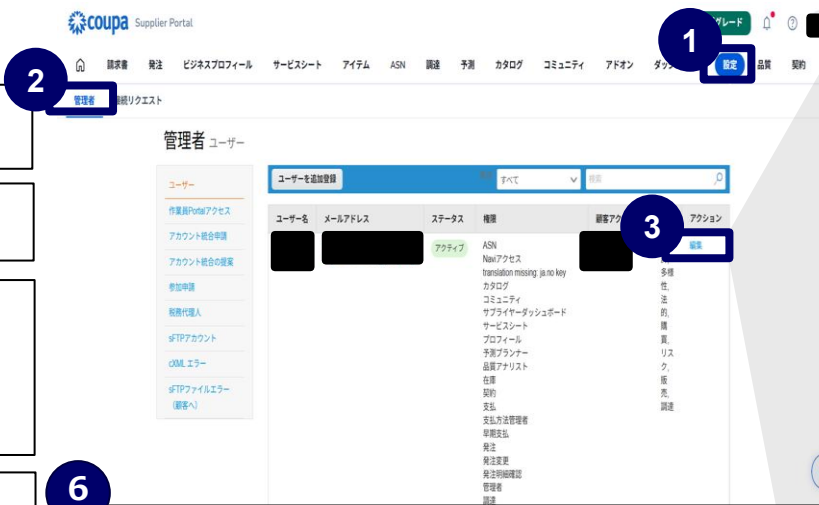 coupa Supplier Portal
グレード
1
請求書 発注 ビジネスプロフィール サービスシート アイテム ASN 調達 予測 カタログ コミュニティ アドオン 設定 品質 契約
2
管理者 続リクエスト
管理者 ユーザー
ユーザー
作業員Portalアクセス
アカウント統合申請
アカウント統合の提案
参加申請
税務代理人
sFTPアカウント
cXML エラー
sFTPファイルエラー
（顧客へ）
ユーザーを追加登録 すべて 検索
ユーザー名 メールアドレス ステータス 権限 顧客アク アクション
3
アクティブ
編集
ASN
Naviアクセス
translation missing: ja.no key
カタログ
コミュニティ
サプライヤーダッシュボード
サービスシート
プロフィール
予測プランナー
品質アナリスト
在庫
契約
支払
支払方法管理者
早期支払
発注
発注変更
発注明細確認
管理者
調達
多様
性,
法
的,
購
買,
リス
ク,
販
売,
調達
6